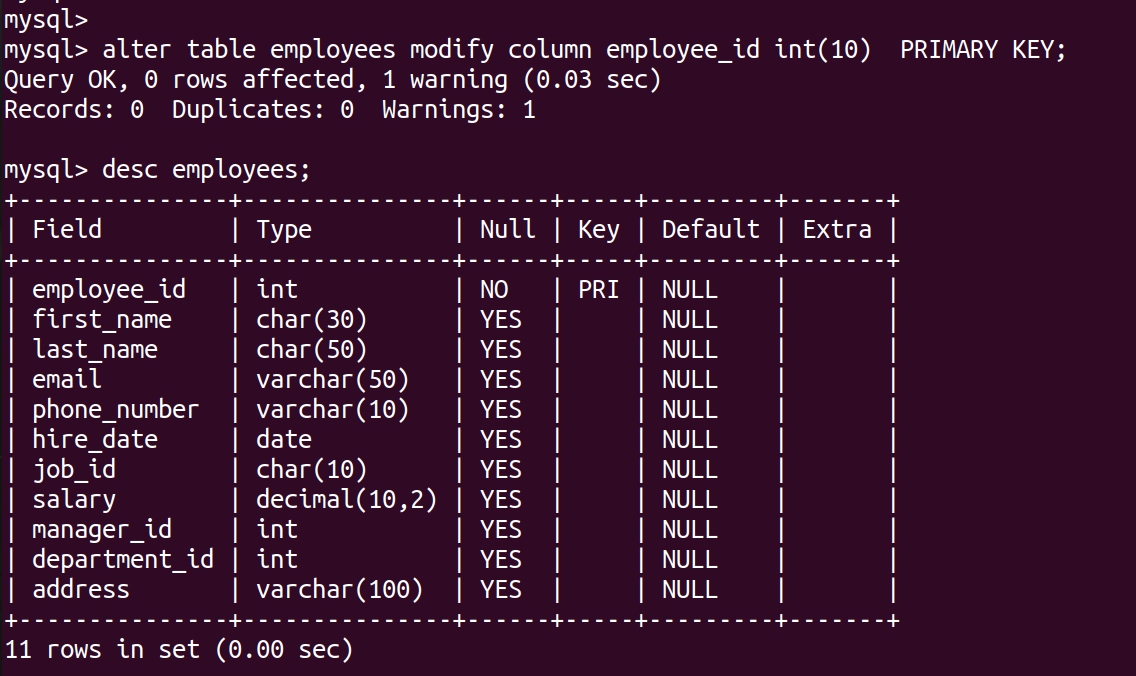 mysql>
mysql> alter table employees modify column employee_id int(10)  PRIMARY KEY;
Query OK, 0 rows affected, 1 warning (0.03 sec)
Records: 0  Duplicates: 0  Warnings: 1

mysql> desc employees;
+---------------+---------------+------+-----+---------+-------+
| Field         | Type          | Null | Key | Default | Extra |
+---------------+---------------+------+-----+---------+-------+
| employee_id   | int           | NO   | PRI | NULL    |       |
| first_name    | char(30)      | YES  |     | NULL    |       |
| last_name     | char(50)      | YES  |     | NULL    |       |
| email         | varchar(50)   | YES  |     | NULL    |       |
| phone_number  | varchar(10)   | YES  |     | NULL    |       |
| hire_date     | date          | YES  |     | NULL    |       |
| job_id        | char(10)      | YES  |     | NULL    |       |
| salary        | decimal(10,2) | YES  |     | NULL    |       |
| manager_id    | int           | YES  |     | NULL    |       |
| department_id | int           | YES  |     | NULL    |       |
| address       | varchar(100)  | YES  |     | NULL    |       |
+---------------+---------------+------+-----+---------+-------+
11 rows in set (0.00 sec)